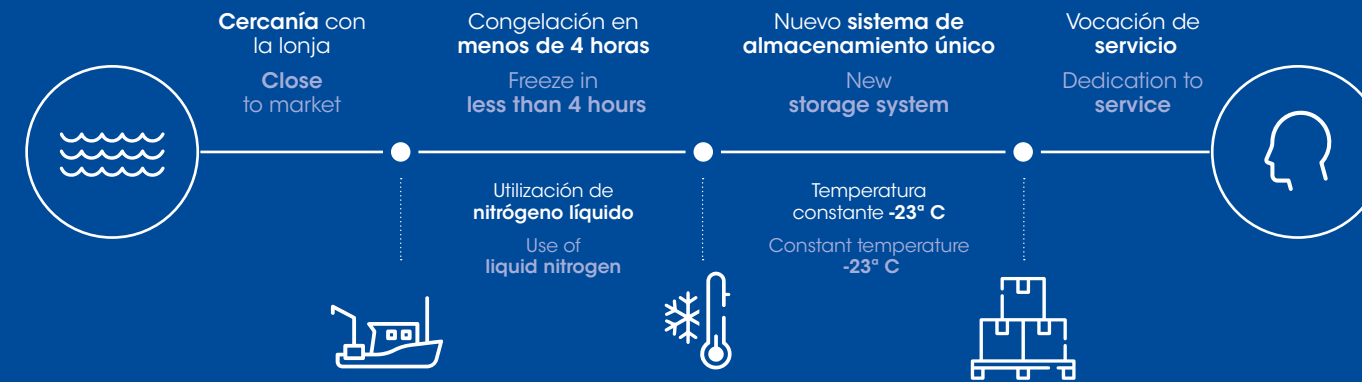 Cercanía con
la lonja
Close
to market
Congelación en
menos de 4 horas
Freeze in
less than 4 hours
Nuevo sistema de
almacenamiento único
New
storage system
Vocación de
servicio
Dedication to
service
Utilización de
nitrógeno líquido
Use of
liquid nitrogen
Temperatura
constante -23ª C
Constant temperature
-23ª C